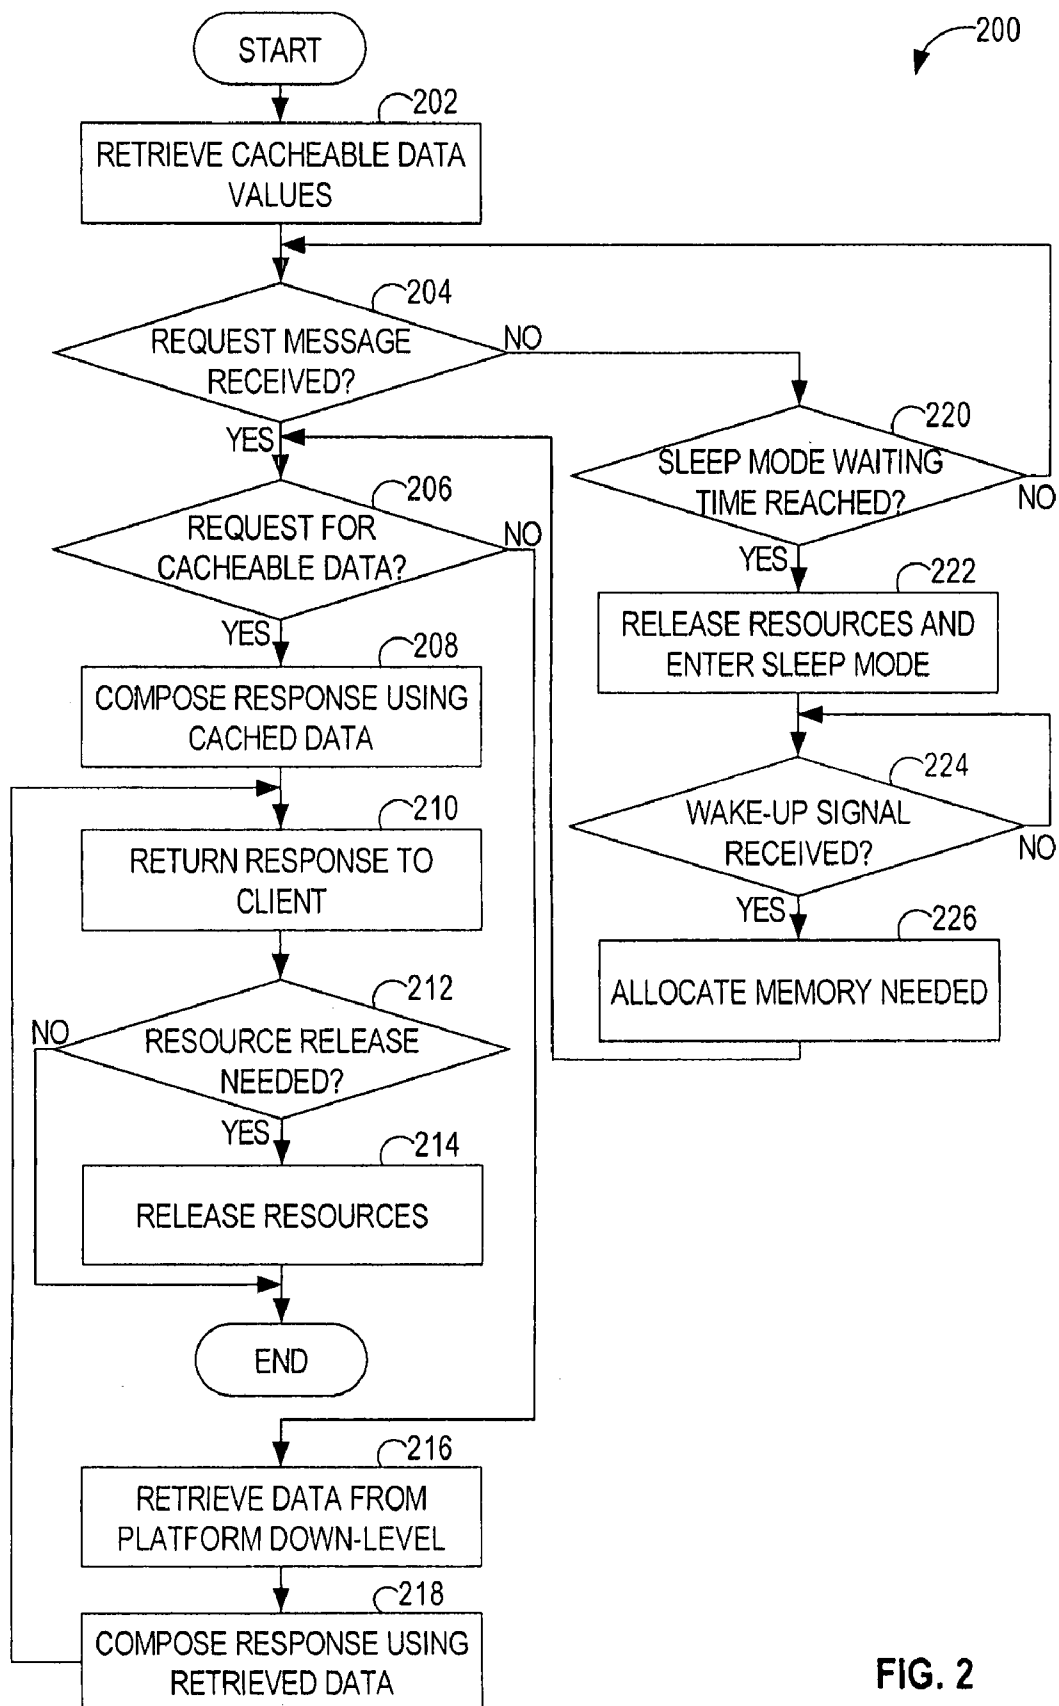 START
200
202
RETRIEVE CACHEABLE DATA
VALUES
204
REQUEST MESSAGE
RECEIVED?
NO
YES
220
SLEEP MODE WAITING
TIME REACHED?
NO
YES
206
REQUEST FOR
CACHEABLE DATA?
NO
YES
222
RELEASE RESOURCES AND
ENTER SLEEP MODE
208
COMPOSE RESPONSE USING
CACHED DATA
224
WAKE-UP SIGNAL
RECEIVED?
NO
YES
210
RETURN RESPONSE TO
CLIENT
226
ALLOCATE MEMORY NEEDED
212
RESOURCE RELEASE
NEEDED?
NO
YES
214
RELEASE RESOURCES
END
216
RETRIEVE DATA FROM
PLATFORM DOWN-LEVEL
218
COMPOSE RESPONSE USING
RETRIEVED DATA
FIG. 2